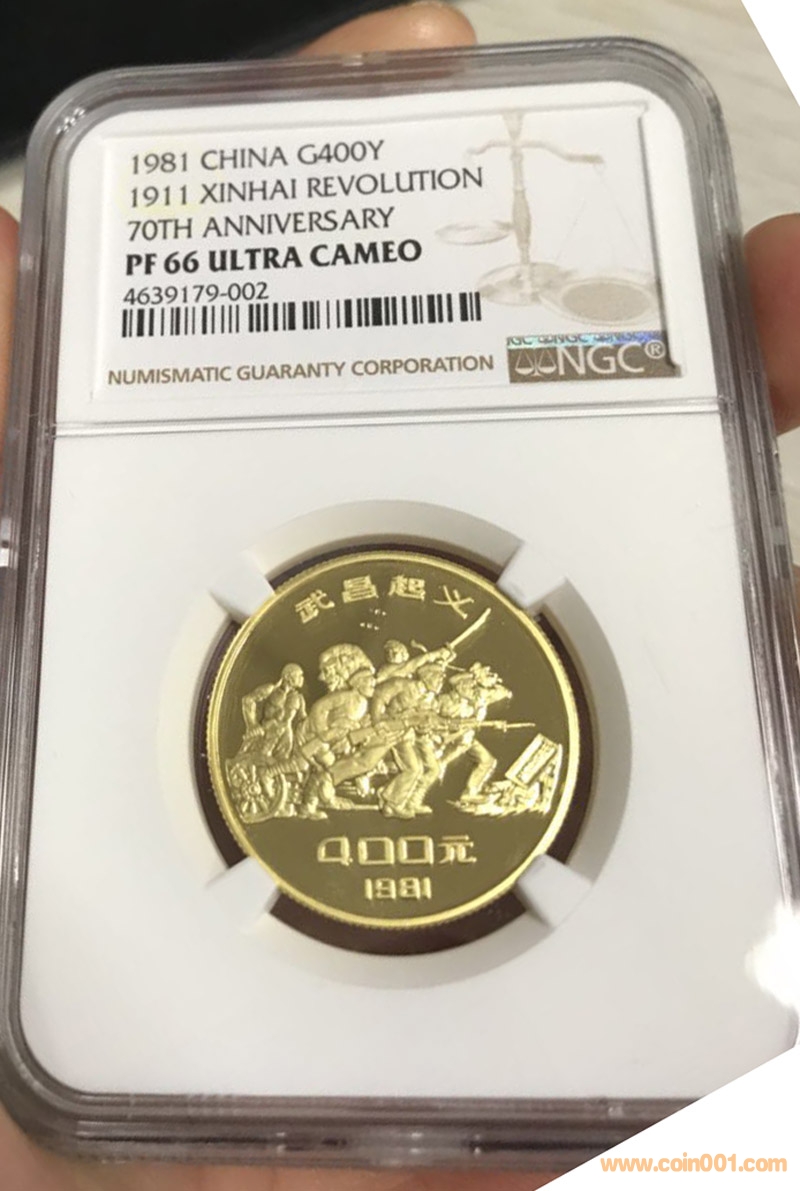 1981 CHINA G400Y
1911 XINHAI REVOLUTION
70TH ANNIVERSARY
PF 66 ULTRA CAMEO
4639179-002
NUMISMATIC GUARANTY CORPORATION
NGC®
武昌起义
400元
1981
www.coin001.com